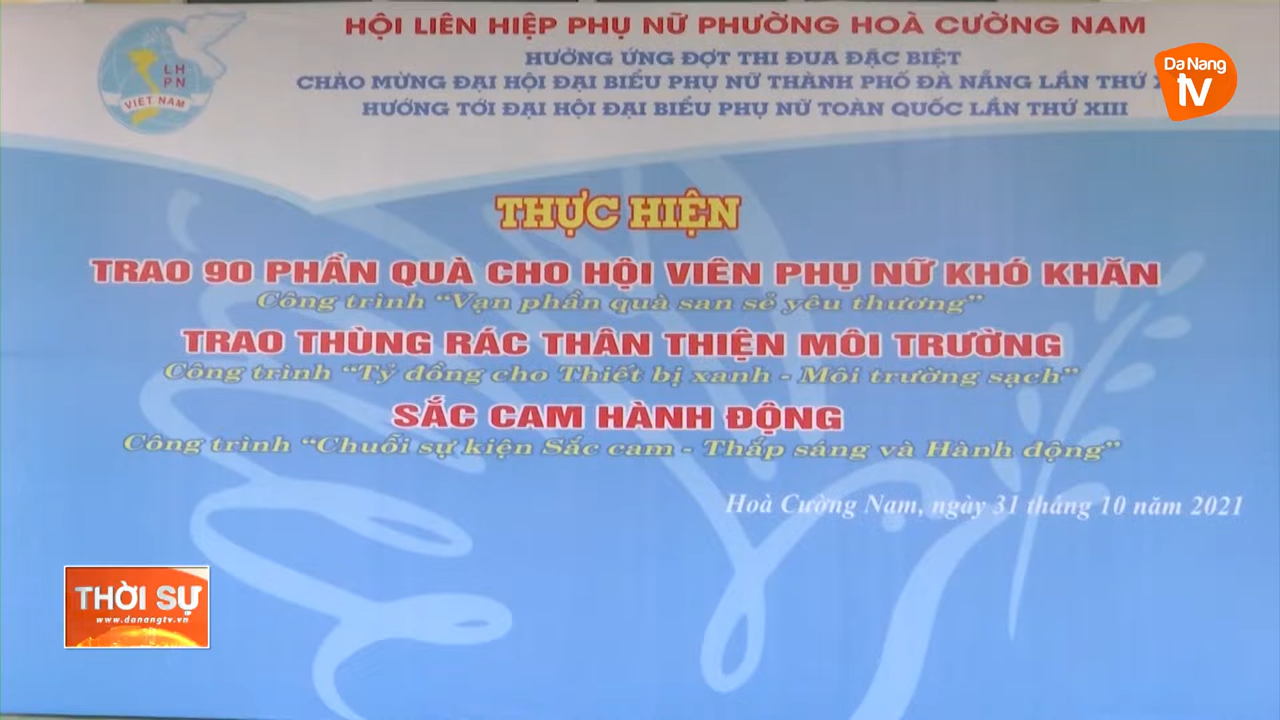 HỘI LIÊN HIỆP PHỤ NỮ PHƯỜNG HOÀ CƯỜNG NAM
HƯỞNG ỨNG ĐỢT THI ĐUA ĐẶC BIỆT
CHÀO MỪNG ĐẠI HỘI ĐẠI BIỂU PHỤ NỮ THÀNH PHỐ ĐÀ NẴNG LẦN THỨ
HƯỚNG TỚI ĐẠI HỘI ĐẠI BIỂU PHỤ NỮ TOÀN QUỐC LẦN THỨ XIII
LH
PN
VIỆT NAM
Da Nang
tv
THỰC HIỆN
TRAO 90 PHẦN QUÀ CHO HỘI VIÊN PHỤ NỮ KHÓ KHĂN
Công trình “Vạn phần quà san sẻ yêu thương”
TRAO THÙNG RÁC THÂN THIỆN MÔI TRƯỜNG
Công trình “Tỷ đồng cho Thiết bị xanh - Môi trường sạch”
SẮC CAM HÀNH ĐỘNG
Công trình “Chuỗi sự kiện Sắc cam - Thắp sáng và Hành động”
Hoà Cường Nam, ngày 31 tháng 10 năm 2021
THỜI SỰ
www.danangtv.vn